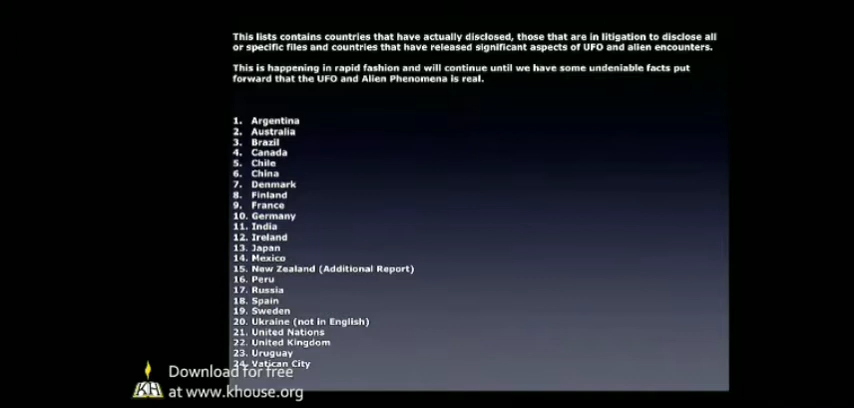 This lists contains countries that have actually disclosed, those that are in litigation to disclose all
or specific files and countries that have released significant aspects of UFO and alien encounters.
This is happening in rapid fashion and will continue until we have some undeniable facts put
forward that the UFO and Alien Phenomena is real.
1. Argentina
2. Australia
3. Brazil
4. Canada
5. Chile
6. China
7. Denmark
8. Finland
9. France
10. Germany
11. India
12. Ireland
13. Japan
14. Mexico
15. New Zealand (Additional Report)
16. Peru
17. Russia
18. Spain
19. Sweden
20. Ukraine (not in English)
21. United Nations
22. United Kingdom
23. Uruguay
24. Vatican City
Download for free
KH at www.khouse.org